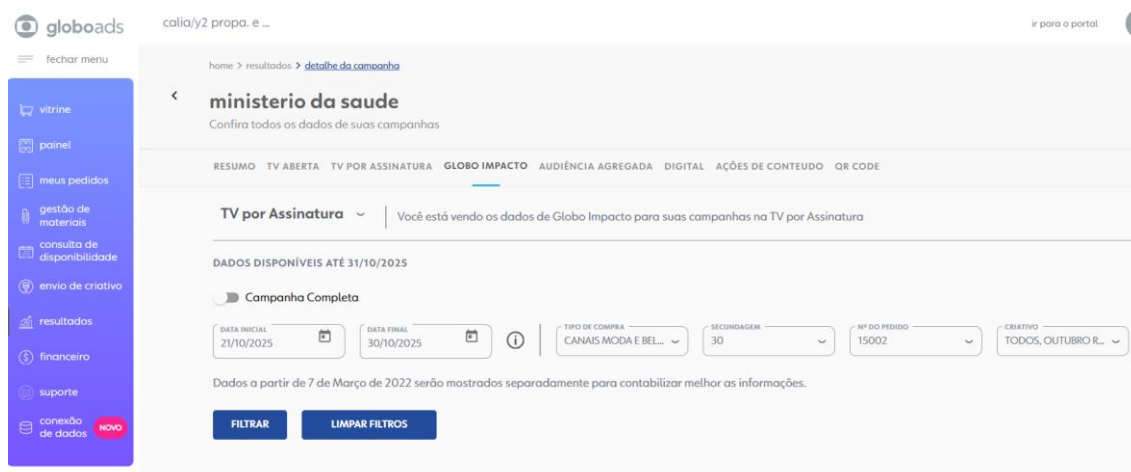 globoads
calia/y2 propa. e ...
ir para o portal
fechar menu
home > resultados > detalhe da campanha
ministerio da saude
Confira todos os dados de suas campanhas
vitrine
painel
meus pedidos
gestão de
materiais
consulta de
disponibilidade
envio de criativo
resultados
financeiro
suporte
conexão
de dados
NOVO
RESUMO TV ABERTA TV POR ASSINATURA GLOBO IMPACTO AUDIÊNCIA AGREGADA DIGITAL AÇÕES DE CONTEUDO QR CODE
TV por Assinatura
Você está vendo os dados de Globo Impacto para suas campanhas na TV por Assinatura
DADOS DISPONÍVEIS ATÉ 31/10/2025
Campanha Completa
DATA INICIAL
21/10/2025
DATA FINAL
30/10/2025
TIPO DE COMPRA
CANAIS MODA E BEL...
SECUNDAGEM
30
Nº DO PEDIDO
15002
CRIATIVO
TODOS, OUTUBRO R...
Dados a partir de 7 de Março de 2022 serão mostrados separadamente para contabilizar melhor as informações.
FILTRAR
LIMPAR FILTROS